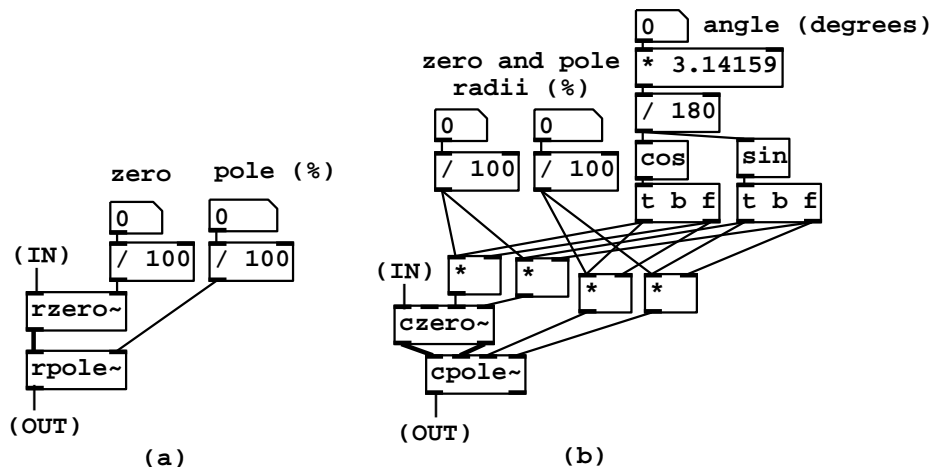 zero
pole (%)
0
0
(IN)
/ 100
/ 100
rzero~
rpole~
(OUT)
(a)
0
angle (degrees)
* 3.14159
zero and pole
radii (%)
/ 180
0
0
cos
sin
/ 100
/ 100
t b f
t b f
(IN)
*
*
*
*
czero~
cpole~
(OUT)
(b)